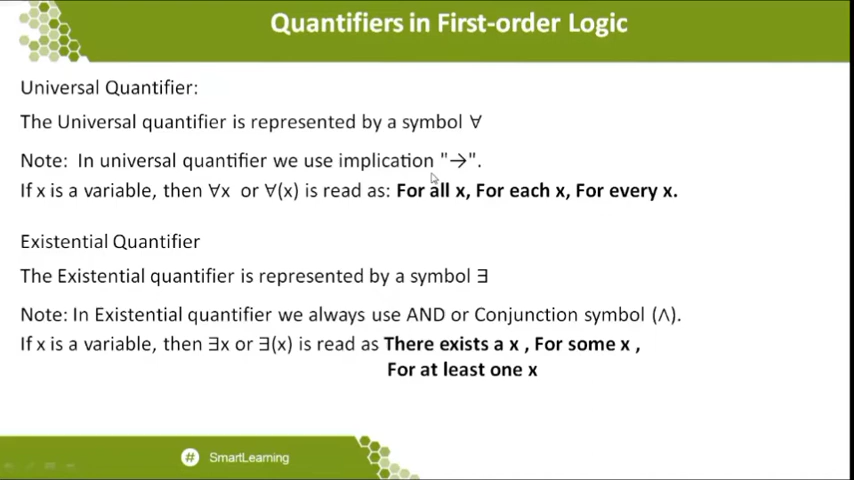 Quantifiers in First-order Logic
Universal Quantifier:
The Universal quantifier is represented by a symbol ∀
Note: In universal quantifier we use implication "→".
If x is a variable, then ∀x or ∀(x) is read as: For all x, For each x, For every x.
Existential Quantifier
The Existential quantifier is represented by a symbol ∃
Note: In Existential quantifier we always use AND or Conjunction symbol (∧).
If x is a variable, then ∃x or ∃(x) is read as There exists a x , For some x ,
For at least one x
# SmartLearning